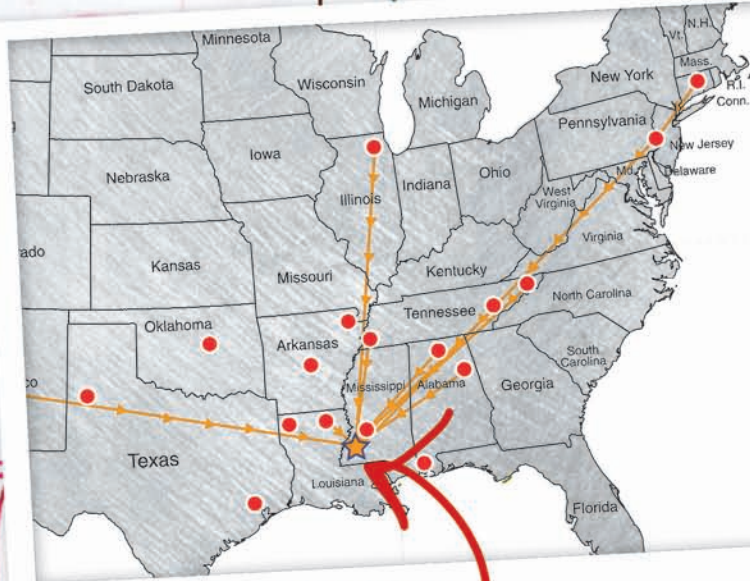 Minnesota
N.H.
Vt.
Mass.
South Dakota
Wisconsin
New York
R.I.
Conn.
Michigan
Pennsylvania
New Jersey
Iowa
Nebraska
Ohio
Indiana
Md.
Delaware
Illinois
West
Virginia
ado
Virginia
Kansas
Missouri
Kentucky
North Carolina
Tennessee
Oklahoma
Arkansas
South
Carolina
co
Mississippi
Alabama
Georgia
Texas
Louisiana
Florida